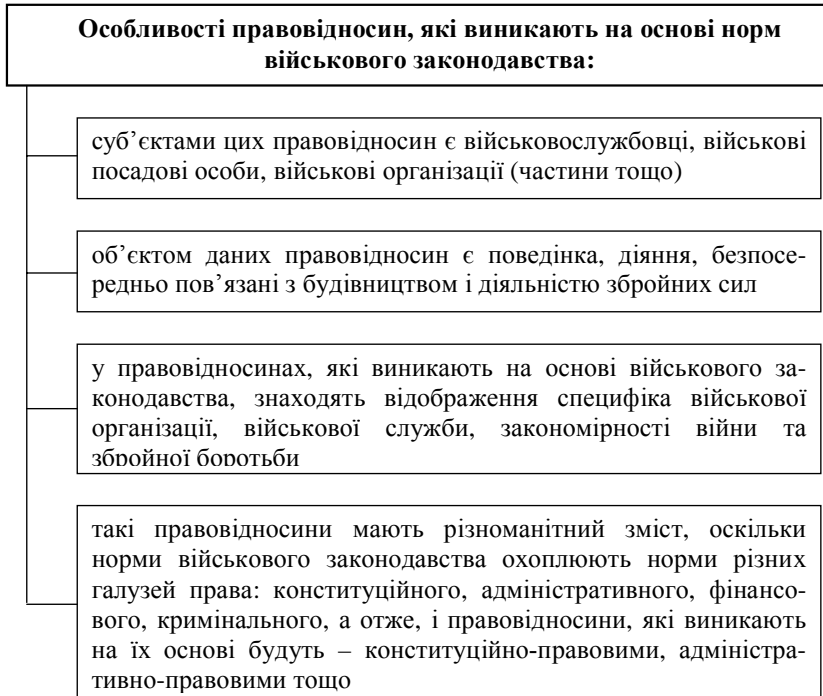 Особливості правовідносин, які виникають на основі норм
військового законодавства:
суб’єктами цих правовідносин є військовослужбовці, військові
посадові особи, військові організації (частини тощо)
об’єктом даних правовідносин є поведінка, діяння, безпосе-
редньо пов’язані з будівництвом і діяльністю збройних сил
у правовідносинах, які виникають на основі військового за-
конодавства, знаходять відображення специфіка військової
організації, військової служби, закономірності війни та
збройної боротьби
такі правовідносини мають різноманітний зміст, оскільки
норми військового законодавства охоплюють норми різних
галузей права: конституційного, адміністративного, фінансо-
вого, кримінального, а отже, і правовідносини, які виникають
на їх основі будуть – конституційно-правовими, адміністра-
тивно-правовими тощо